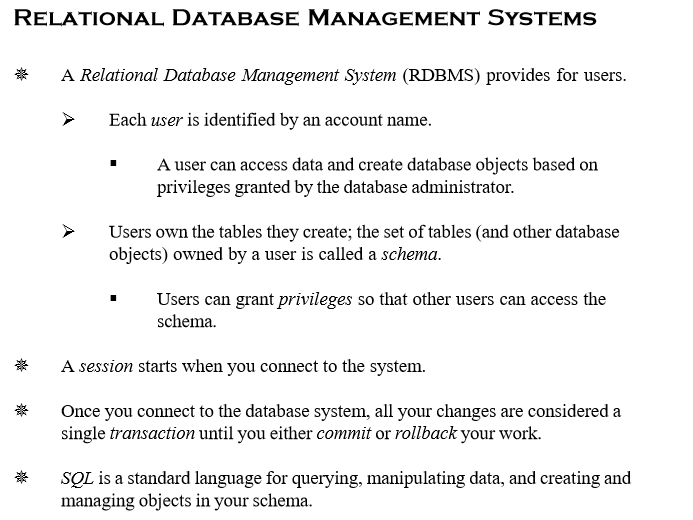 RELATIONAL DATABASE MANAGEMENT SYSTEMS
A Relational Database Management System (RDBMS) provides for users.
Each user is identified by an account name.
A user can access data and create database objects based on
privileges granted by the database administrator.
Users own the tables they create; the set of tables (and other database
objects) owned by a user is called a schema.
Users can grant privileges so that other users can access the
schema.
A session starts when you connect to the system.
Once you connect to the database system, all your changes are considered a
single transaction until you either commit or rollback your work.
SQL is a standard language for querying, manipulating data, and creating and
managing objects in your schema.